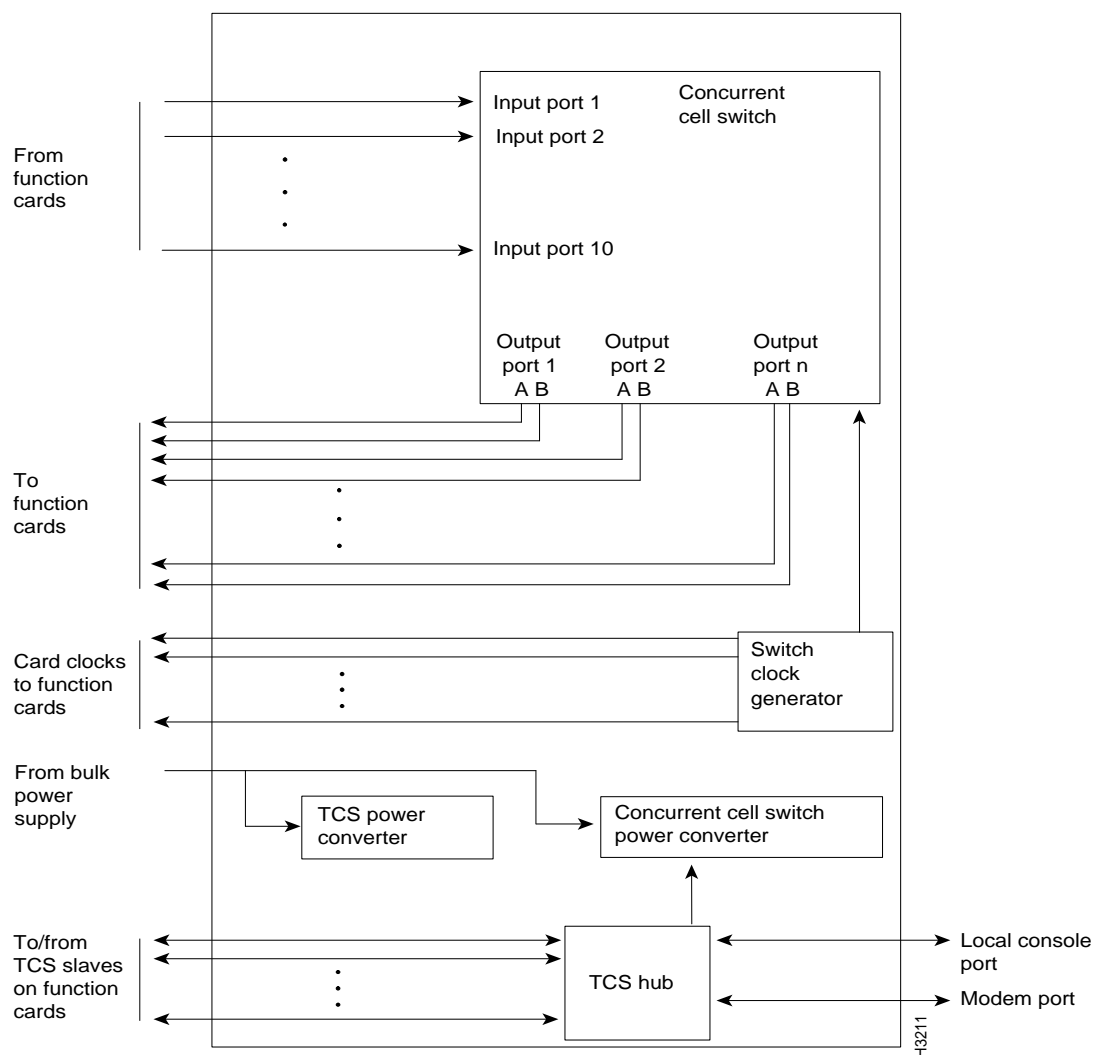 Input port 1
Concurrent
cell switch
Input port 2
From
function
cards
Input port 10
Output
port 1
A B
Output
port 2
A B
Output
port n
A B
To
function
cards
Card clocks
to function
cards
Switch
clock
generator
From bulk
power
supply
TCS power
converter
Concurrent cell switch
power converter
To/from
TCS slaves
on function
cards
TCS hub
Local console
port
Modem port
H3211